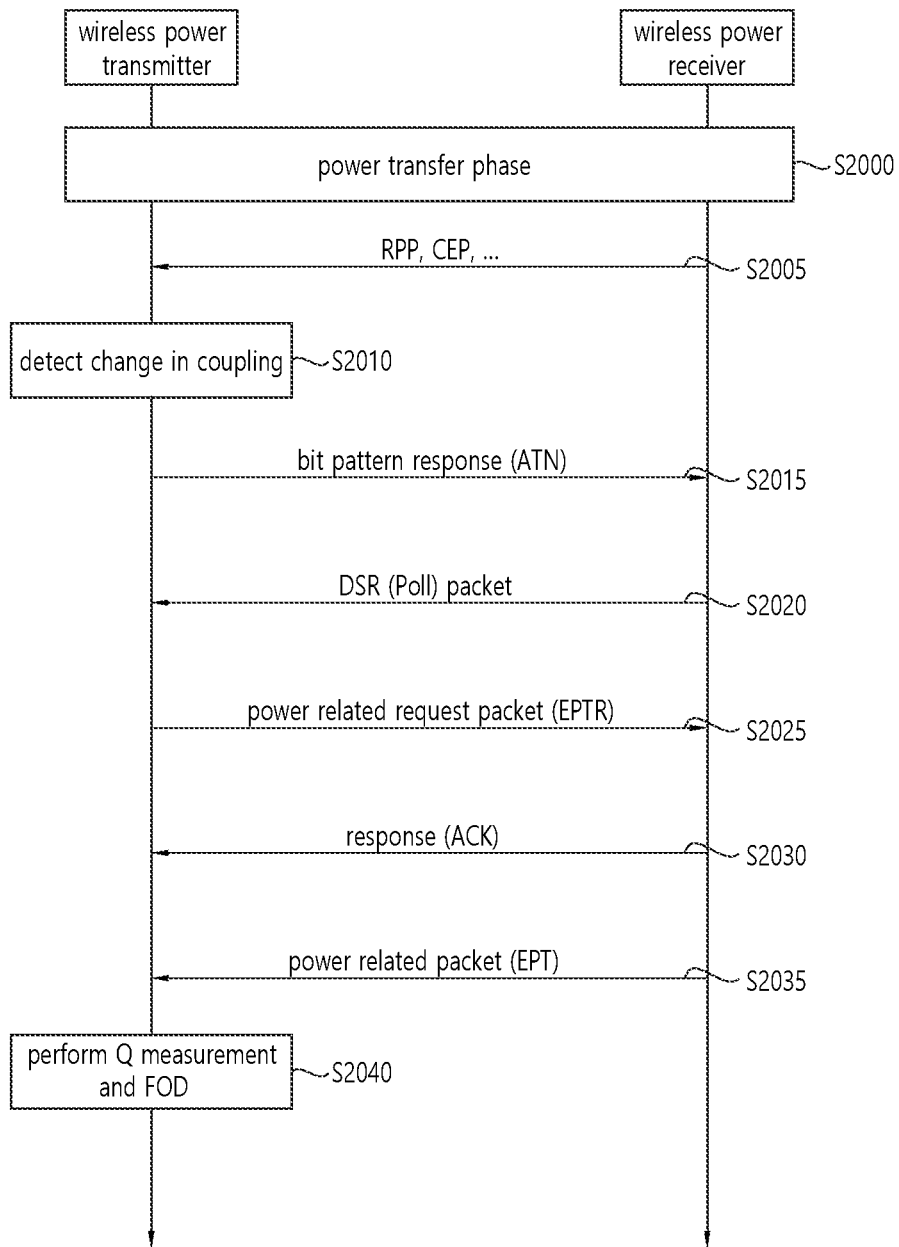 wireless power
transmitter
wireless power
receiver
power transfer phase
S2000
RPP, CEP, ...
S2005
detect change in coupling
S2010
bit pattern response (ATN)
S2015
DSR (Poll) packet
S2020
power related request packet (EPTR)
S2025
response (ACK)
S2030
power related packet (EPT)
S2035
perform Q measurement
and FOD
S2040